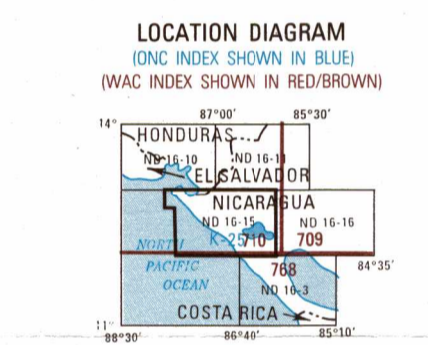 LOCATION DIAGRAM
(ONC INDEX SHOWN IN BLUE)
(WAC INDEX SHOWN IN RED/BROWN)
87°00' 85°30'
14°
HONDURAS
ND 16-10 ND 16-11
EL SALVADOR
NICARAGUA
ND 16-15 ND 16-16
NORTH K-25 710 709
PACIFIC 768 84°35'
OCEAN ND 16-3
COSTA RICA
11°
88°30' 86°40' 85°10'